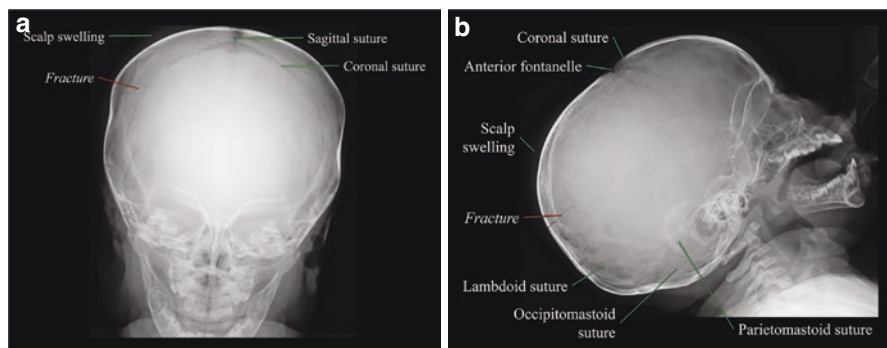 a
Scalp swelling
Sagittal suture
Coronal suture
Fracture
b
Coronal suture
Anterior fontanelle
Scalp
swelling
Fracture
Lambdoid suture
Occipitomastoid
suture
Parietomastoid suture